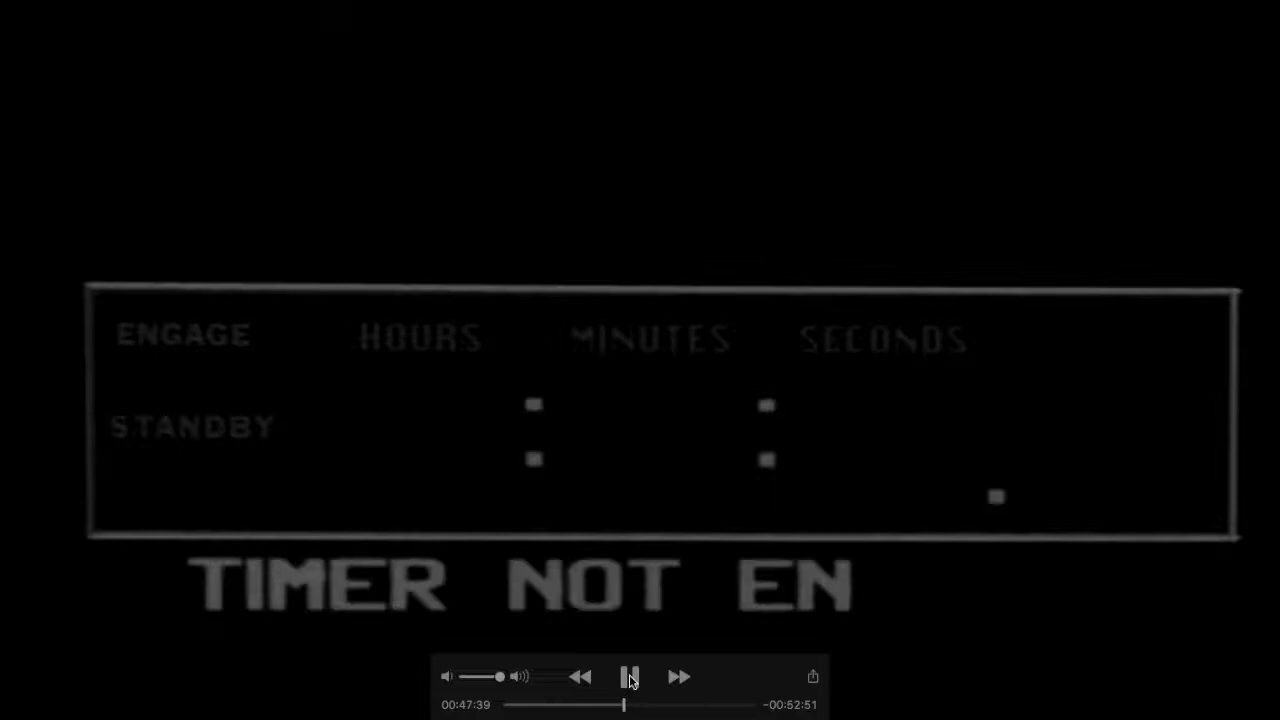 ENGAGE HOURS MINUTES SECONDS
STANDBY
TIMER NOT EN
00:47:39 -00:52:51